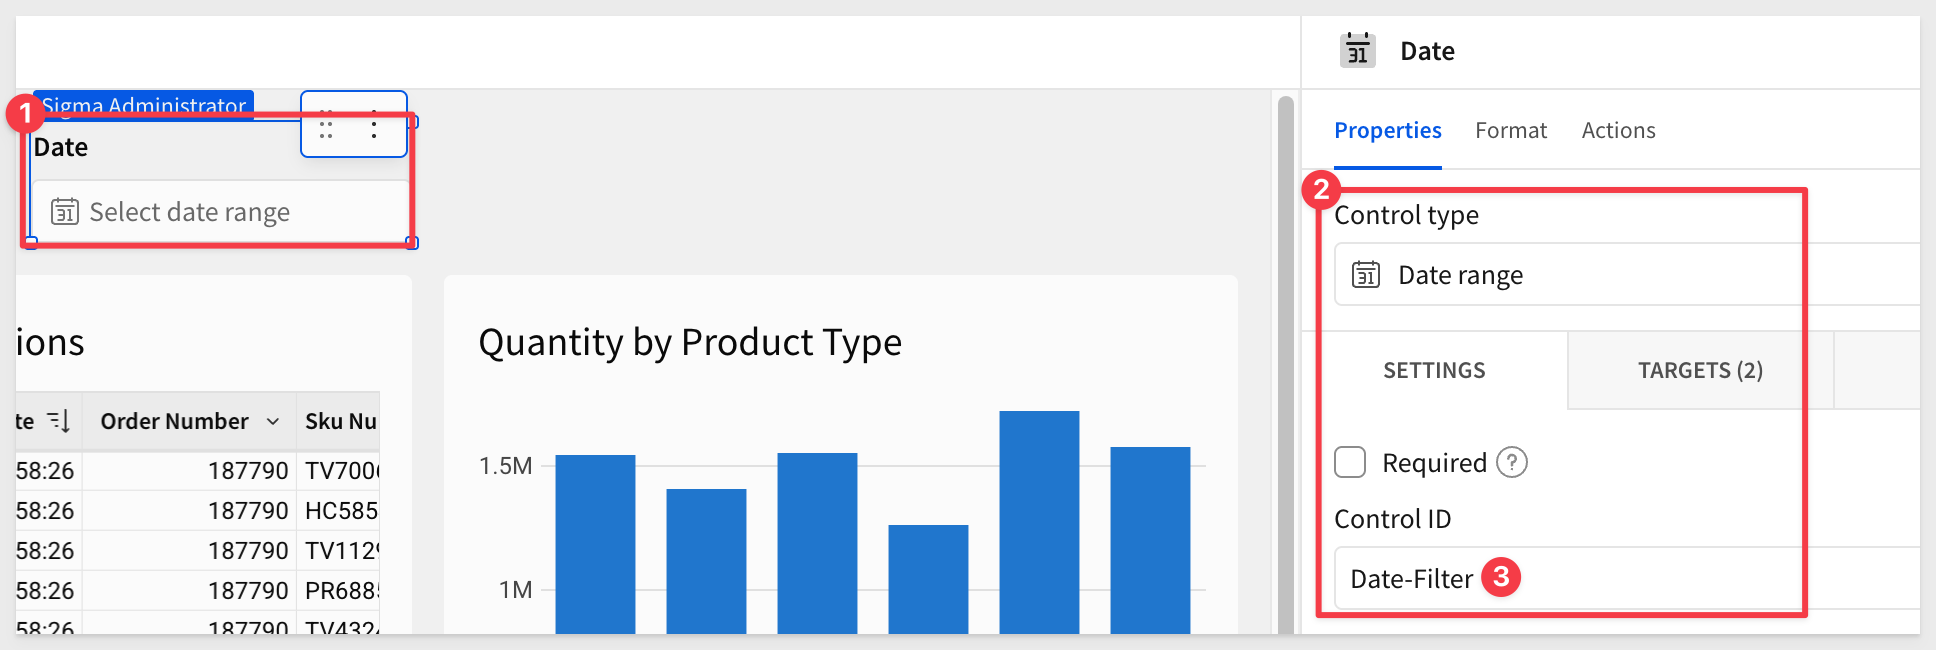 1
Sigma Administrator
Date
31 Select date range
ions
te Order Number Sku Nu
58:26 187790 TV700
58:26 187790 HC585
58:26 187790 TV112
58:26 187790 PR688
58:26 187790 TV432
Quantity by Product Type
1.5M
1M
31 Date
Properties Format Actions
2
Control type
31 Date range
SETTINGS TARGETS (2)
Required ?
Control ID
Date-Filter 3